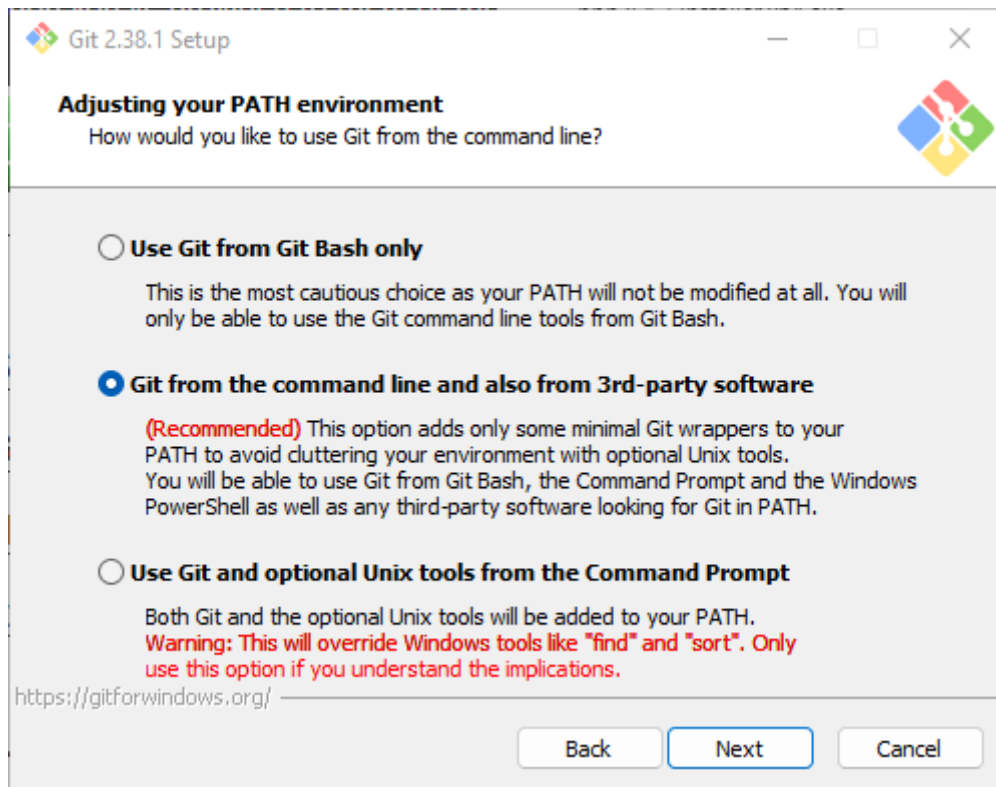 Git 2.38.1 Setup
Adjusting your PATH environment
How would you like to use Git from the command line?
Use Git from Git Bash only
This is the most cautious choice as your PATH will not be modified at all. You will
only be able to use the Git command line tools from Git Bash.
Git from the command line and also from 3rd-party software
(Recommended) This option adds only some minimal Git wrappers to your
PATH to avoid cluttering your environment with optional Unix tools.
You will be able to use Git from Git Bash, the Command Prompt and the Windows
PowerShell as well as any third-party software looking for Git in PATH.
Use Git and optional Unix tools from the Command Prompt
Both Git and the optional Unix tools will be added to your PATH.
Warning: This will override Windows tools like "find" and "sort". Only
use this option if you understand the implications.
https://gitforwindows.org/
Back Next Cancel